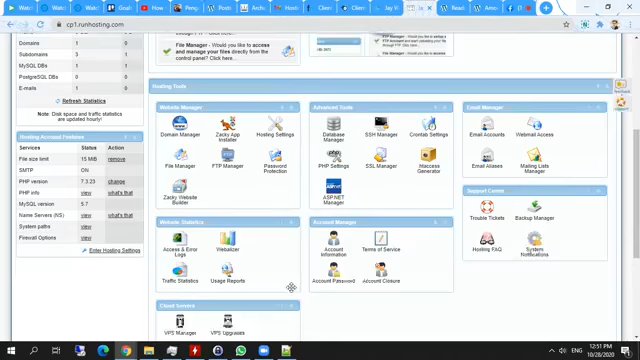 cp1.runhosting.com
Domains 1 0
Subdomains 3 1
MySQL DBs 1 0
PostgreSQL DBs 0 0
E-mails 1 0
Refresh Statistics
Note: Disk space and traffic statistics are updated hourly!
Hosting Account Features
Services Status Action
File size limit 15 MiB remove
SMTP ON
PHP version 7.3.23 change
PHP info view what's that
MySQL version 5.7
Name Servers (NS) view what's that
System paths view
Firewall Options view
Enter Hosting Settings
File Manager - Would you like to access and manage your files directly from the control panel? Click here...
Hosting Tools
Website Manager
Domain Manager
Zacky App Installer
Hosting Settings
File Manager
FTP Manager
Password Protection
Zacky Website Builder
Advanced Tools
Database Manager
SSH Manager
Crontab Settings
PHP Settings
SSL Manager
Htaccess Generator
ASP.NET Manager
Email Manager
Email Accounts
Webmail Access
Email Aliases
Mailing Lists Manager
Support Center
Trouble Tickets
Backup Manager
Hosting FAQ
System Notifications
Website Statistics
Access & Error Logs
Webalizer
Traffic Statistics
Usage Reports
Account Manager
Account Information
Terms of Service
Account Password
Account Closure
Cloud Servers
VPS Manager
VPS Upgrades
ENG
12:51 PM
10/28/2020